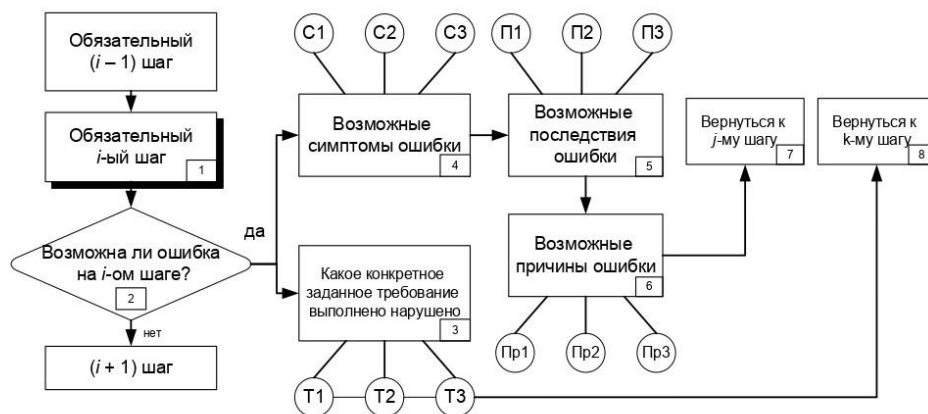 Обязательный
(i – 1) шаг
Обязательный
i-ый шаг
1
Возможна ли ошибка
на i-ом шаге?
2
да
нет
(i + 1) шаг
С1
С2
С3
Возможные
симптомы ошибки
4
Какое конкретное
заданное требование
выполнено нарушено
3
Т1
Т2
Т3
П1
П2
П3
Возможные
последствия
ошибки
5
Возможные
причины ошибки
6
Пр1
Пр2
Пр3
Вернуться к
j-му шагу
7
Вернуться к
k-му шагу
8